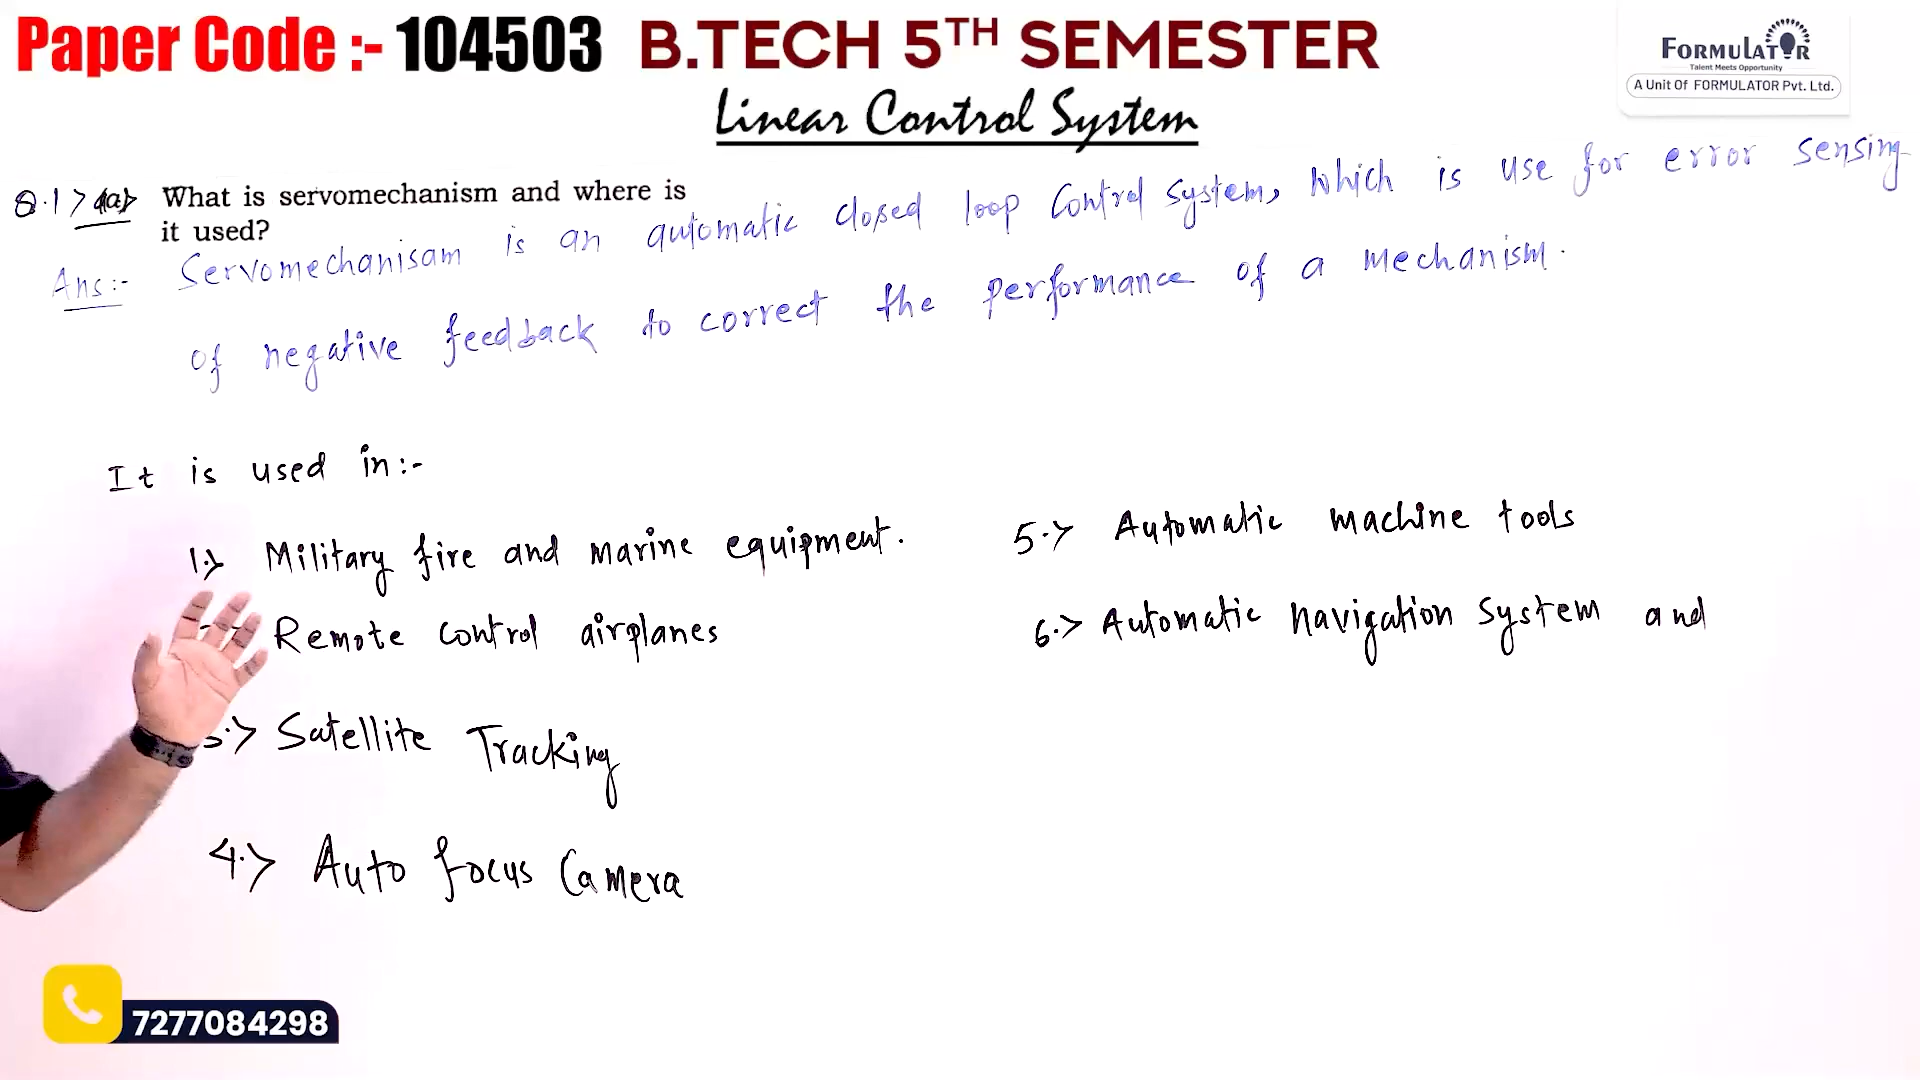 Paper Code :- 104503 B.TECH 5TH SEMESTER
FORMULATOR
Talent Meets Opportunity
A Unit Of FORMULATOR Pvt. Ltd.
Linear Control System
Q.1> (a) What is servomechanism and where is
it used?
Ans:- Servomechanisam is an automatic closed loop Control system, which is use for error sensing
of negative feedback to correct the performance of a mechanism.
It is used in:-
1.> Military fire and marine equipment.
Remote control airplanes
3.> Satellite Tracking
4.> Auto focus Camera
5.> Automatic machine tools
6.> Automatic navigation system and
7277084298